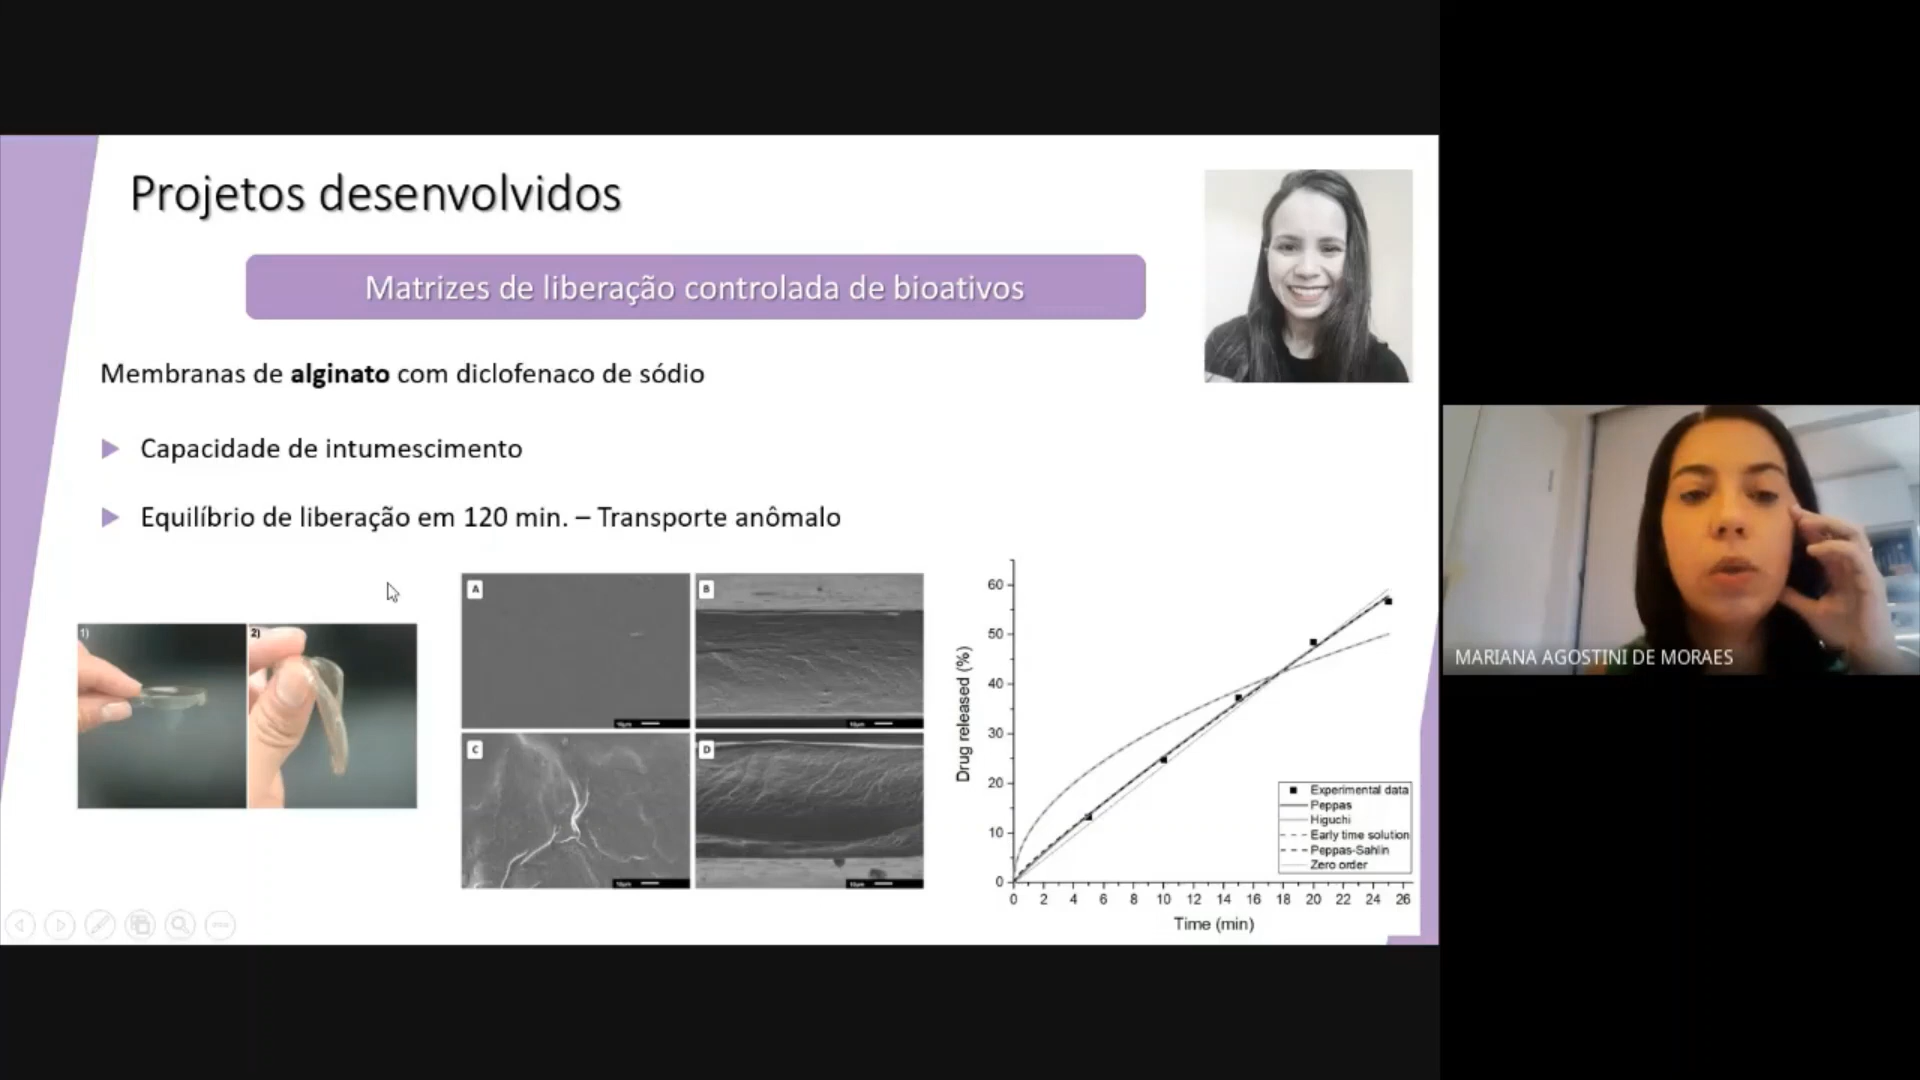 Projetos desenvolvidos
Matrizes de liberação controlada de bioativos
Membranas de alginato com diclofenaco de sódio
Capacidade de intumescimento
Equilíbrio de liberação em 120 min. – Transporte anômalo
1)
2)
A
B
C
D
Drug released (%)
60
50
40
30
20
10
0
0 2 4 6 8 10 12 14 16 18 20 22 24 26
Time (min)
Experimental data
Peppas
Higuchi
Early time solution
Peppas-Sahlin
Zero order
MARIANA AGOSTINI DE MORAES